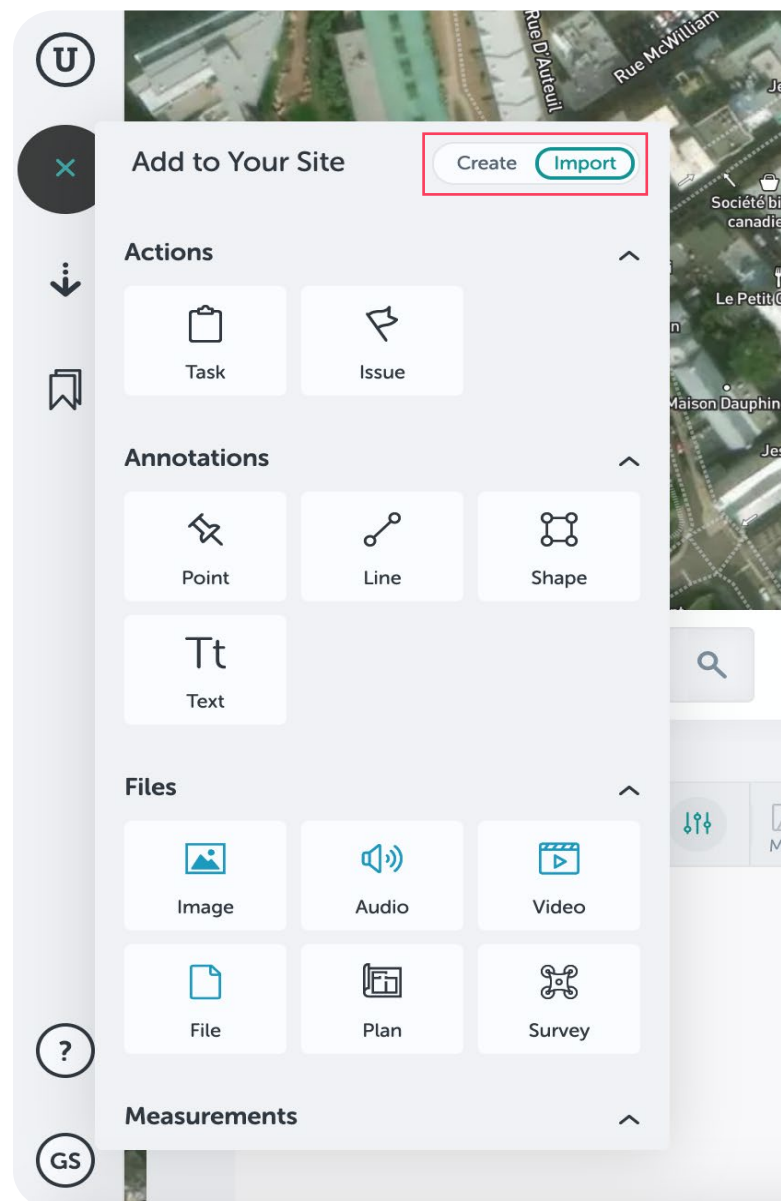 U
Rue D'Auteuil
Rue McWilliam
Add to Your Site
Create
Import
Société bi
canadie
Actions
Le Petit
Task
Issue
Maison Dauphin
Annotations
Point
Line
Shape
Tt
Text
Files
Image
Audio
Video
File
Plan
Survey
?
Measurements
GS